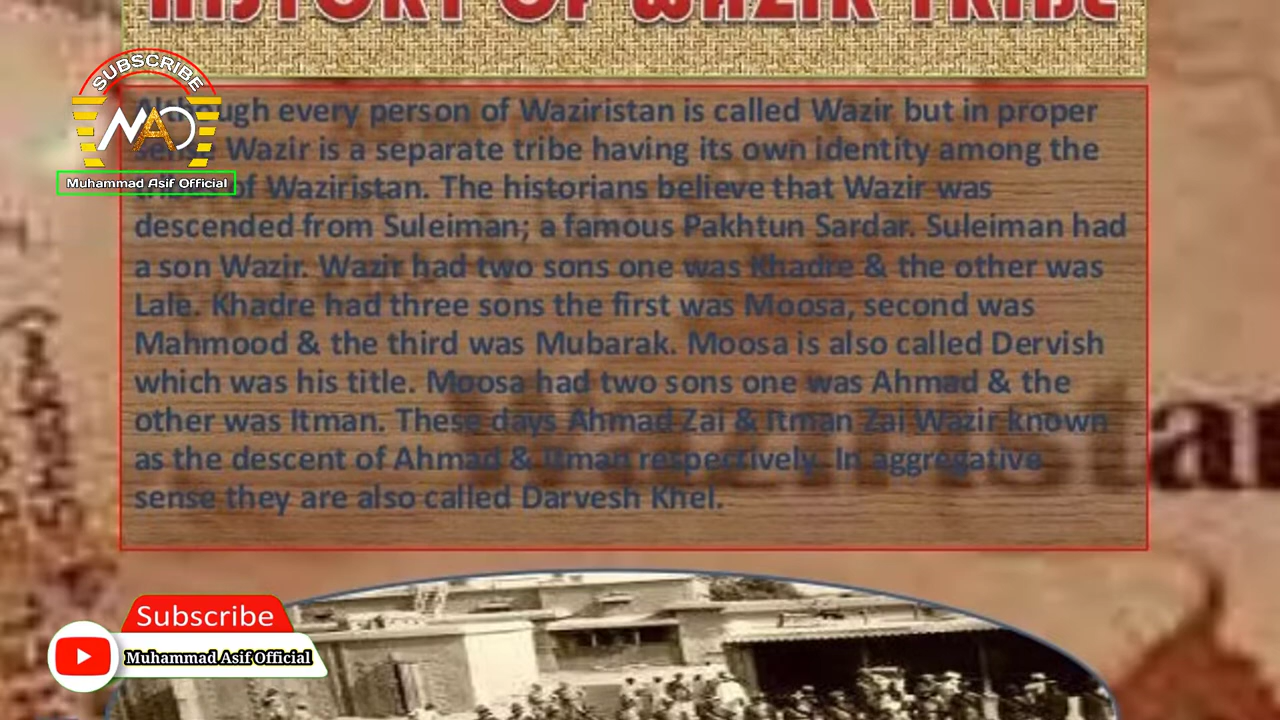 HISTORY OF WAZIR TRIBE
SUBSCRIBE
MAO
Muhammad Asif Official
Although every person of Waziristan is called Wazir but in proper
sense Wazir is a separate tribe having its own identity among the
of Waziristan. The historians believe that Wazir was
descended from Suleiman; a famous Pakhtun Sardar. Suleiman had
a son Wazir. Wazir had two sons one was Khadre & the other was
Lale. Khadre had three sons the first was Moosa, second was
Mahmood & the third was Mubarak. Moosa is also called Dervish
which was his title. Moosa had two sons one was Ahmad & the
other was Itman. These days Ahmad Zai & Itman Zai Wazir known
as the descent of Ahmad & Itman respectively. In aggregative
sense they are also called Darvesh Khel.
Waziristan
Subscribe
Muhammad Asif Official